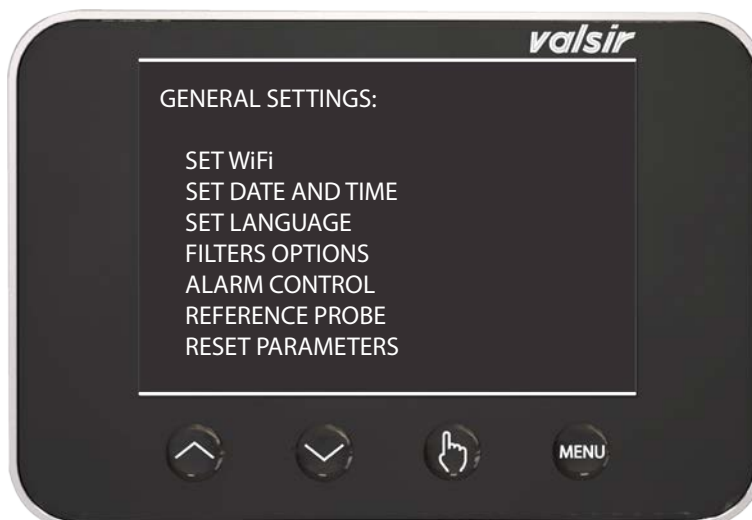 valsir
GENERAL SETTINGS:
SET WiFi
SET DATE AND TIME
SET LANGUAGE
FILTERS OPTIONS
ALARM CONTROL
REFERENCE PROBE
RESET PARAMETERS
MENU